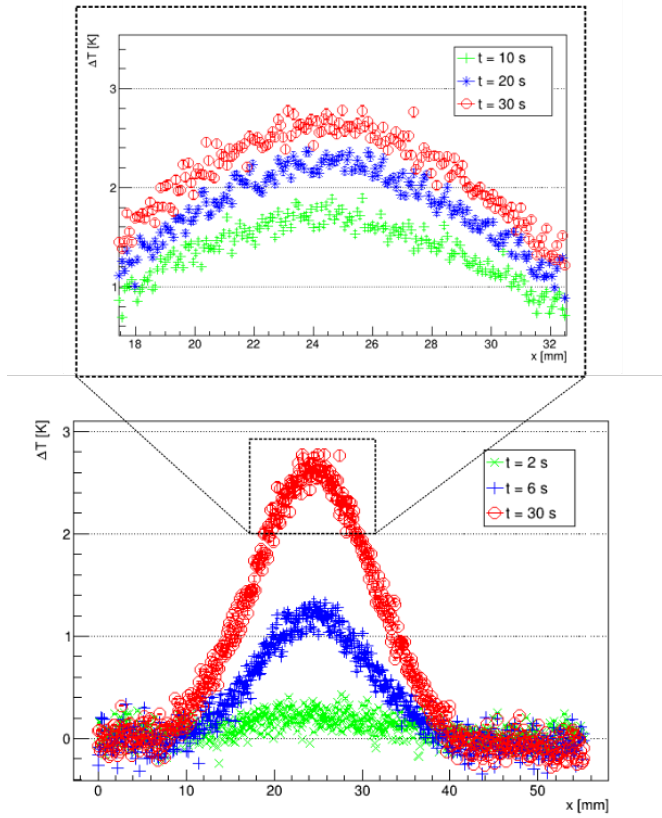 ΔT [K]
t = 10 s
t = 20 s
t = 30 s
3
2
1
18 20 22 24 26 28 30 32
x [mm]
ΔT [K]
t = 2 s
t = 6 s
t = 30 s
3
2
1
0
0 10 20 30 40 50
x [mm]